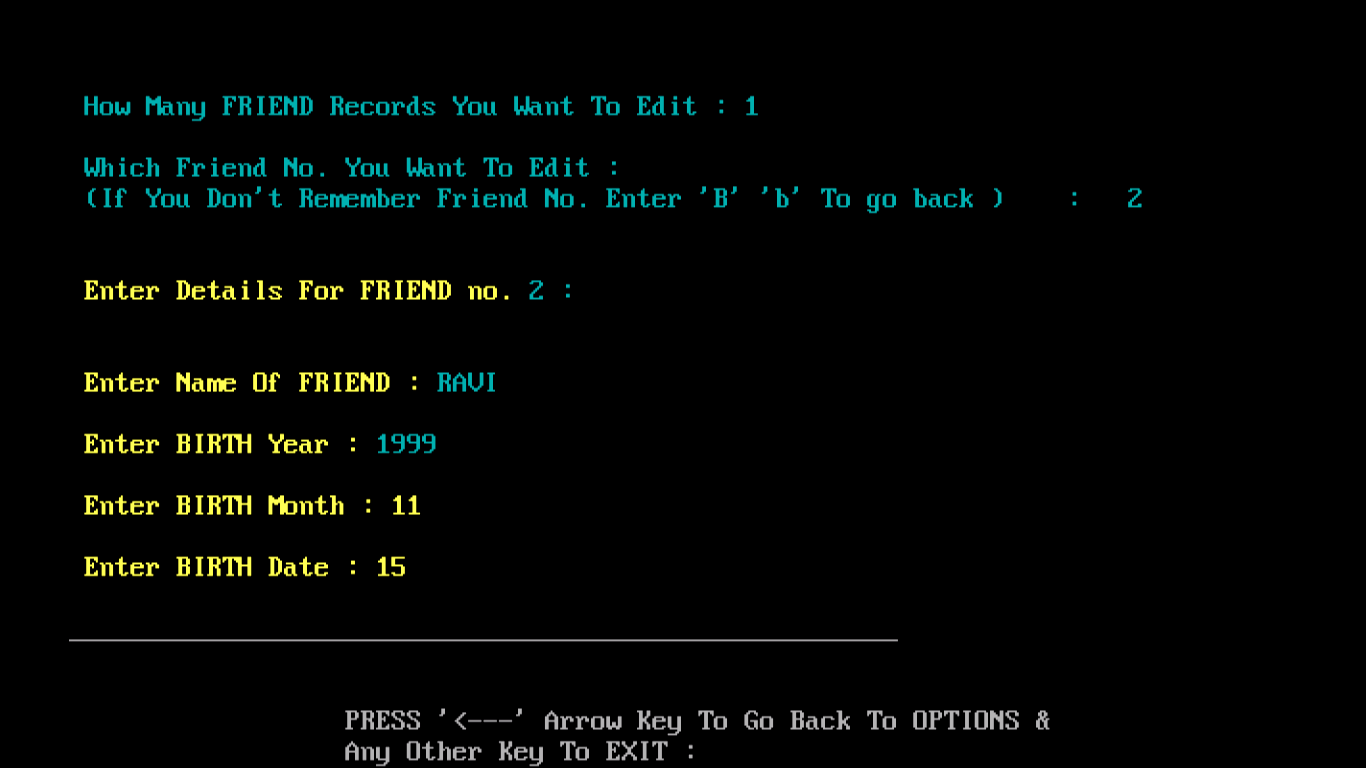 How Many FRIEND Records You Want To Edit : 1
Which Friend No. You Want To Edit :
(If You Don't Remember Friend No. Enter 'B' 'b' To go back ) : 2
Enter Details For FRIEND no. 2 :
Enter Name Of FRIEND : RAVI
Enter BIRTH Year : 1999
Enter BIRTH Month : 11
Enter BIRTH Date : 15
PRESS '<---' Arrow Key To Go Back To OPTIONS &
Any Other Key To EXIT :